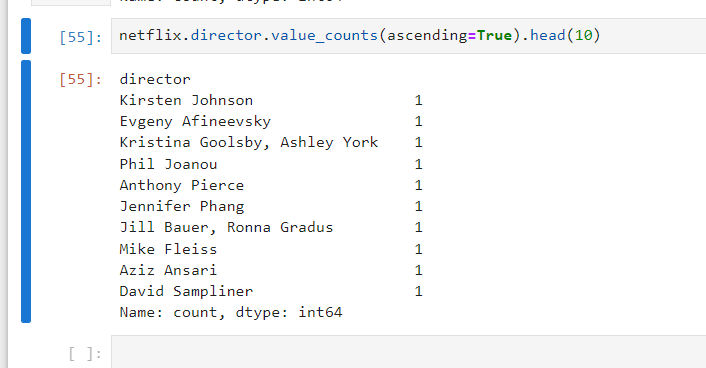 [55]: netflix.director.value_counts(ascending=True).head(10)
[55]: director
Kirsten Johnson 1
Evgeny Afineevsky 1
Kristina Goolsby, Ashley York 1
Phil Joanou 1
Anthony Pierce 1
Jennifer Phang 1
Jill Bauer, Ronna Gradus 1
Mike Fleiss 1
Aziz Ansari 1
David Sampliner 1
Name: count, dtype: int64
[ ]: